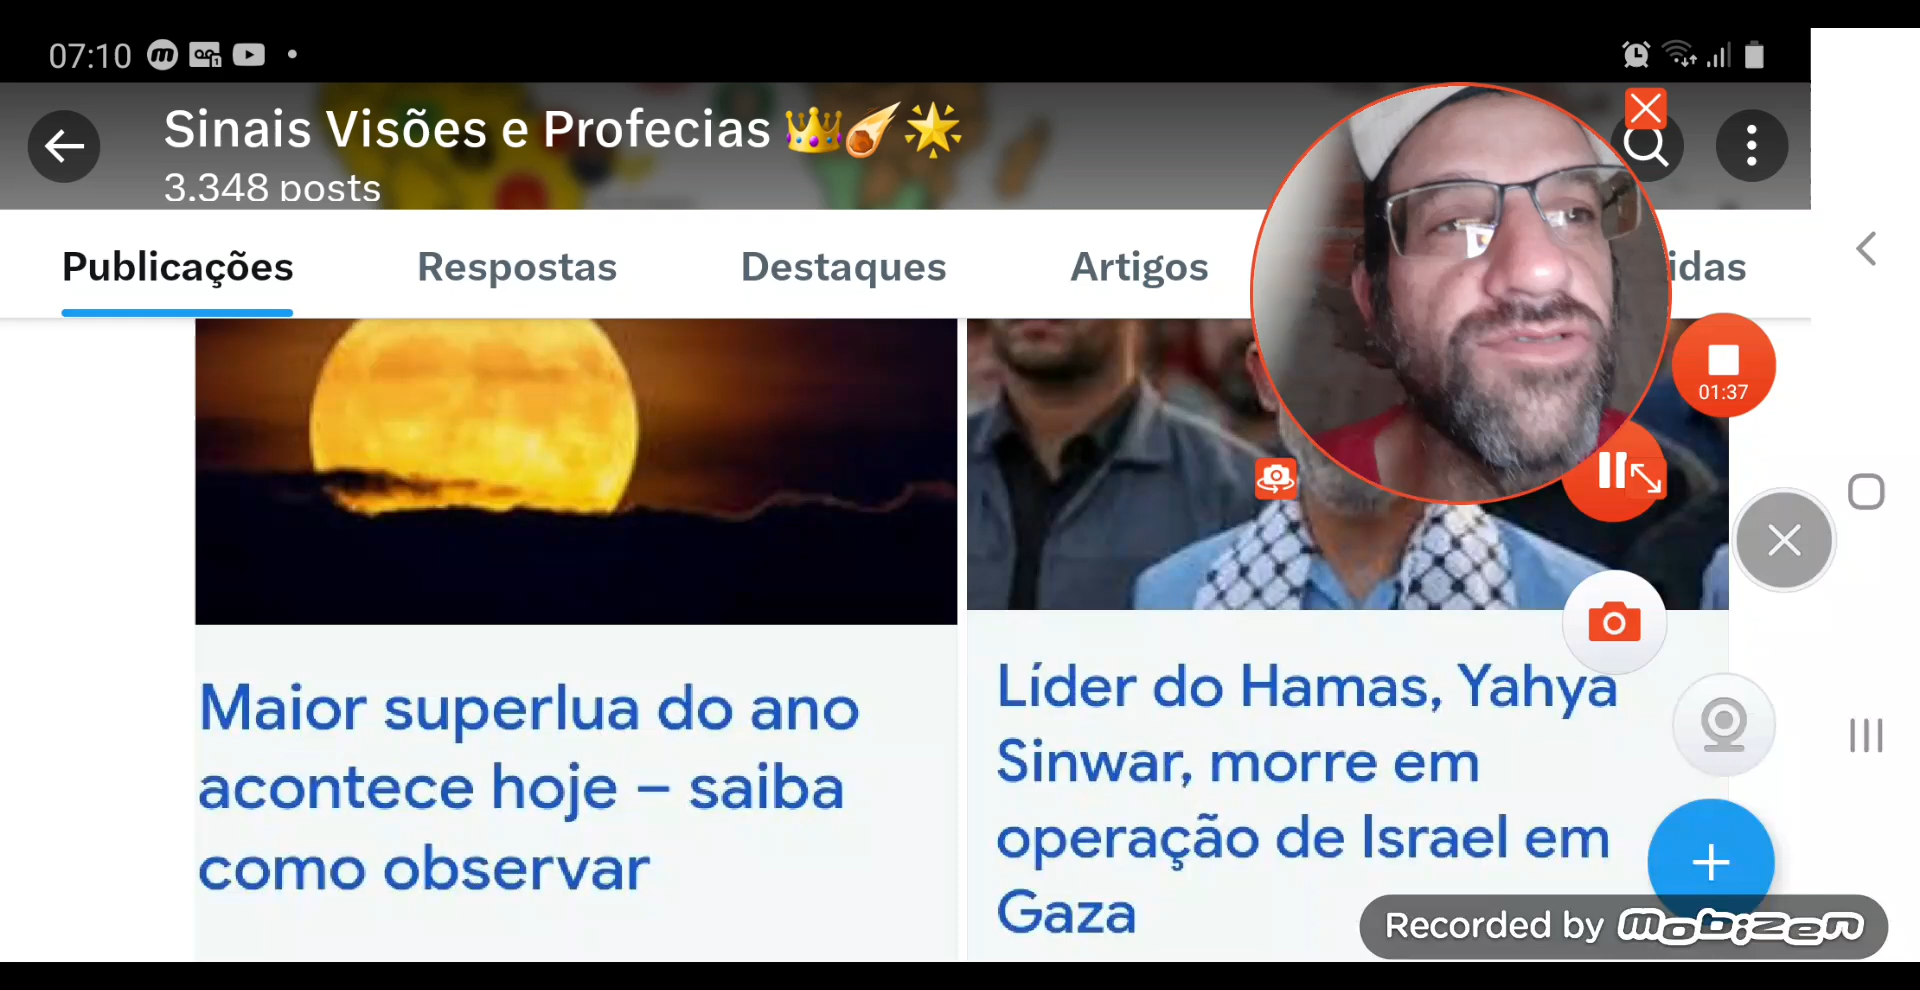 07:10
Sinais Visões e Profecias 👑☄️🌟
3.348 posts
Publicações
Respostas
Destaques
Artigos
idas
01:37
Maior superlua do ano
acontece hoje – saiba
como observar
Líder do Hamas, Yahya
Sinwar, morre em
operação de Israel em
Gaza
Recorded by mobizen